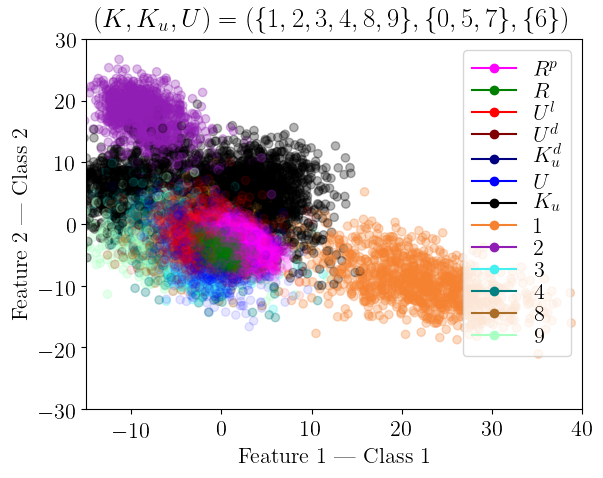 (K, K_u, U) = ({1, 2, 3, 4, 8, 9}, {0, 5, 7}, {6})
30
20
10
0
−10
−20
−30
Feature 2 — Class 2
R^p
R
U^l
U^d
K_u^d
U
K_u
1
2
3
4
8
9
−10
0
10
20
30
40
Feature 1 — Class 1